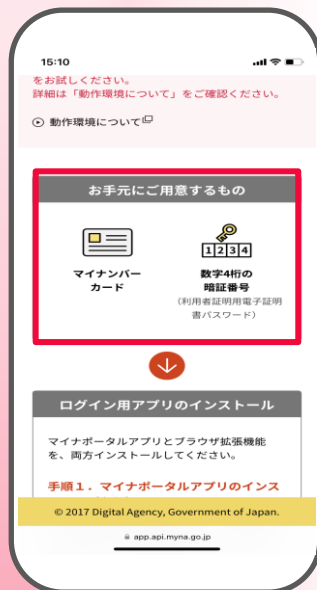 15:10
をお試しください。
詳細は「動作環境について」をご確認ください。
動作環境について
お手元にご用意するもの
マイナンバー
カード
1234
数字4桁の
暗証番号
(利用者証明用電子証明
書パスワード)
ログイン用アプリのインストール
マイナポータルアプリとブラウザ拡張機能
を、両方インストールしてください。
手順１．マイナポータルアプリのインス
© 2017 Digital Agency, Government of Japan.
app.api.myna.go.jp